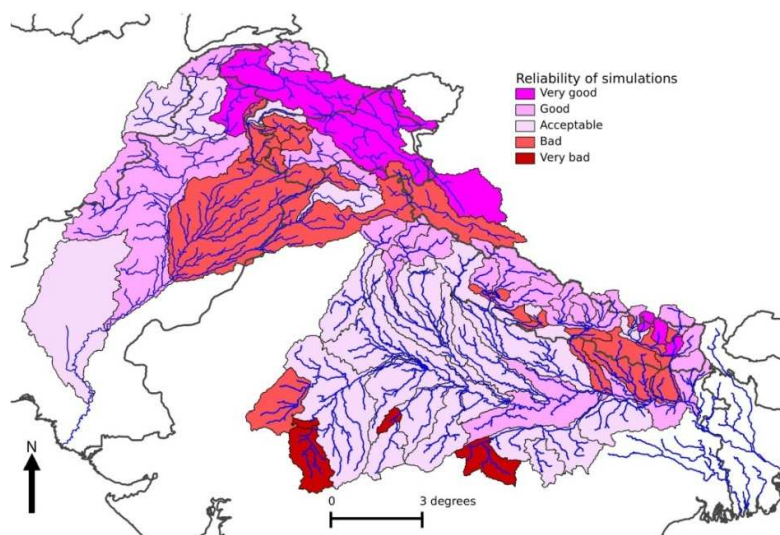 Reliability of simulations
Very good
Good
Acceptable
Bad
Very bad
N
0 3 degrees